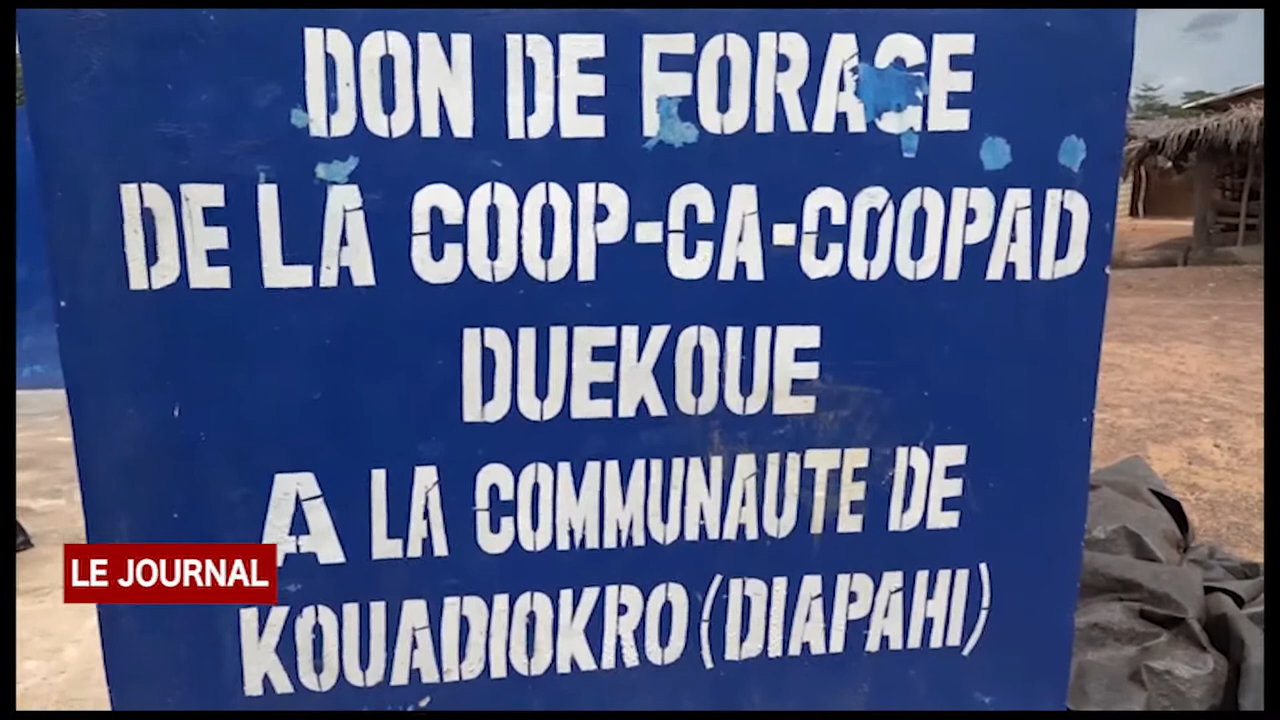 DON DE FORAGE
DE LA COOP-CA-COOPAD
DUEKOUE
A LA COMMUNAUTE DE
KOUADIOKRO (DIAPAHI)
LE JOURNAL